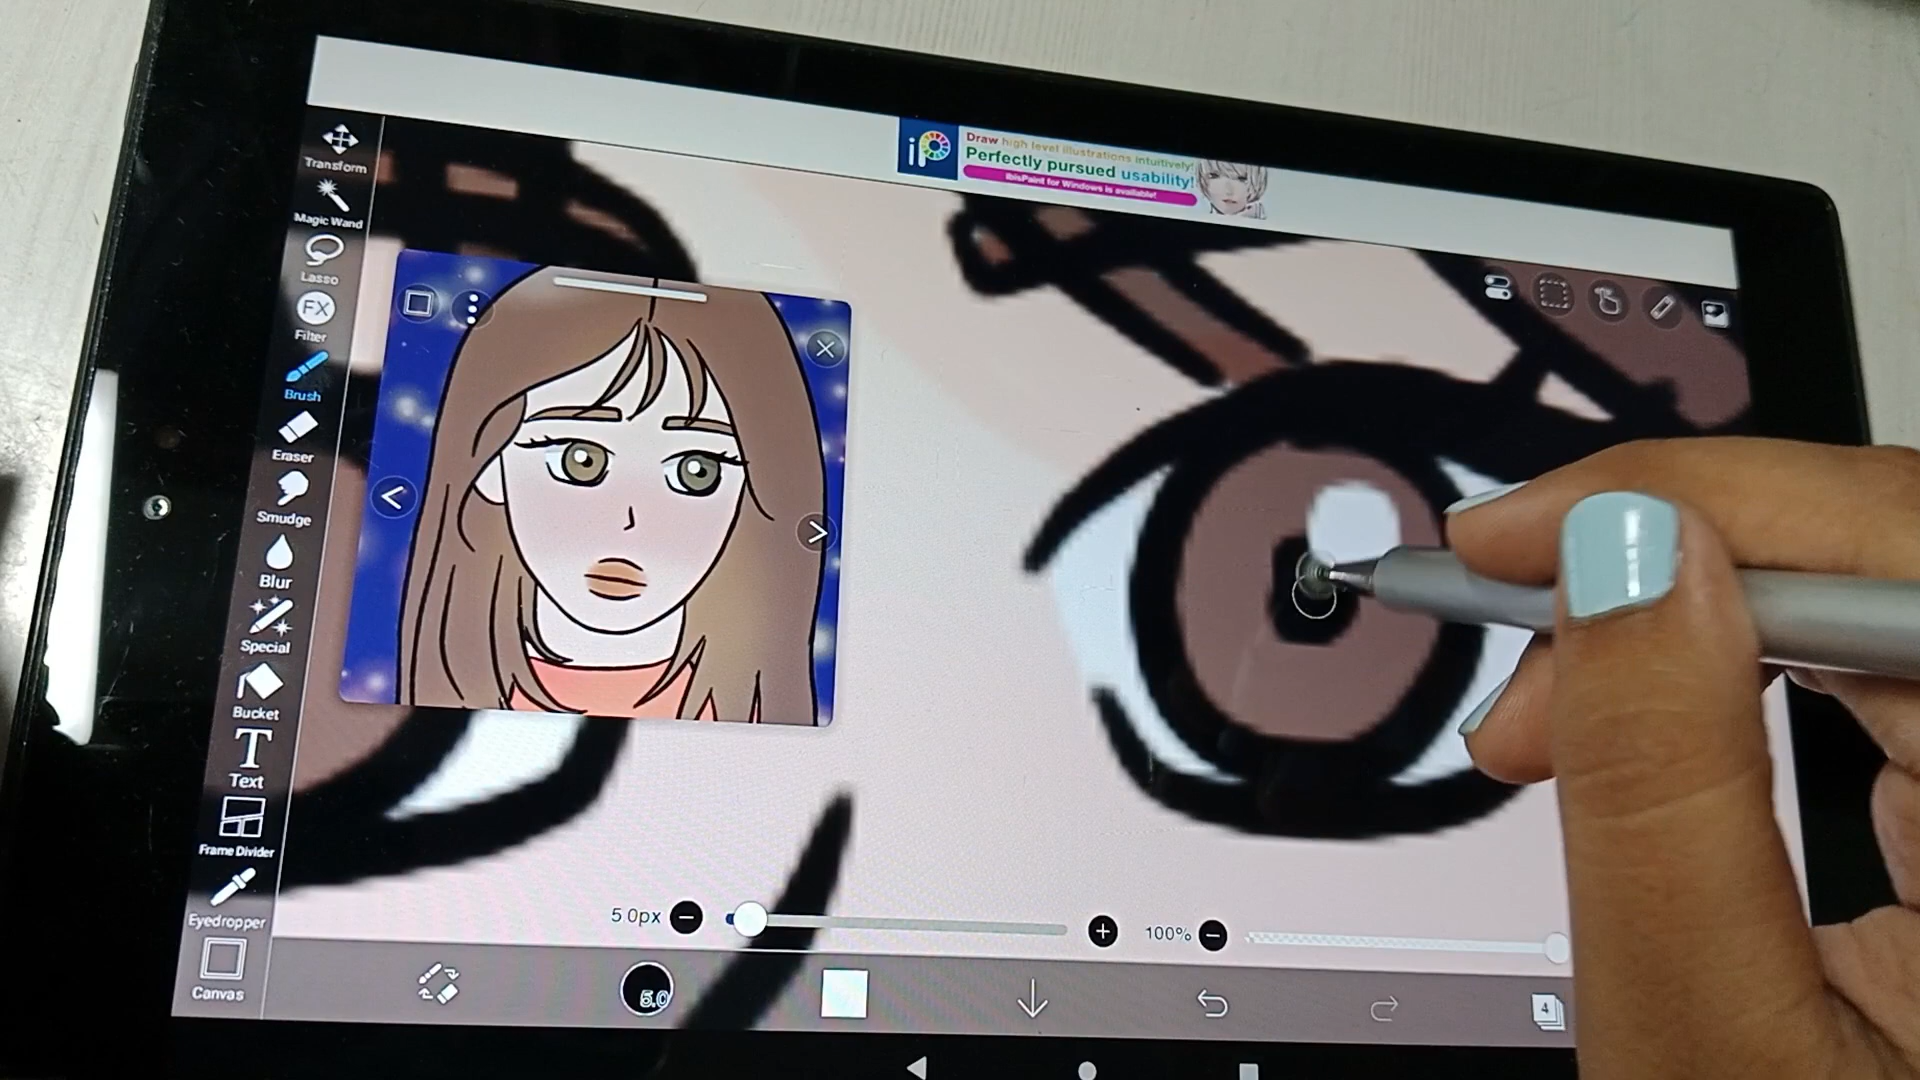 iP
Draw high level illustrations intuitively!
Perfectly pursued usability!
ibisPaint for Windows is available!
Transform
Magic Wand
Lasso
FX
Filter
Brush
Eraser
Smudge
Blur
Special
Bucket
T
Text
Frame Divider
Eyedropper
Canvas
5.0px
100%
5.0
4